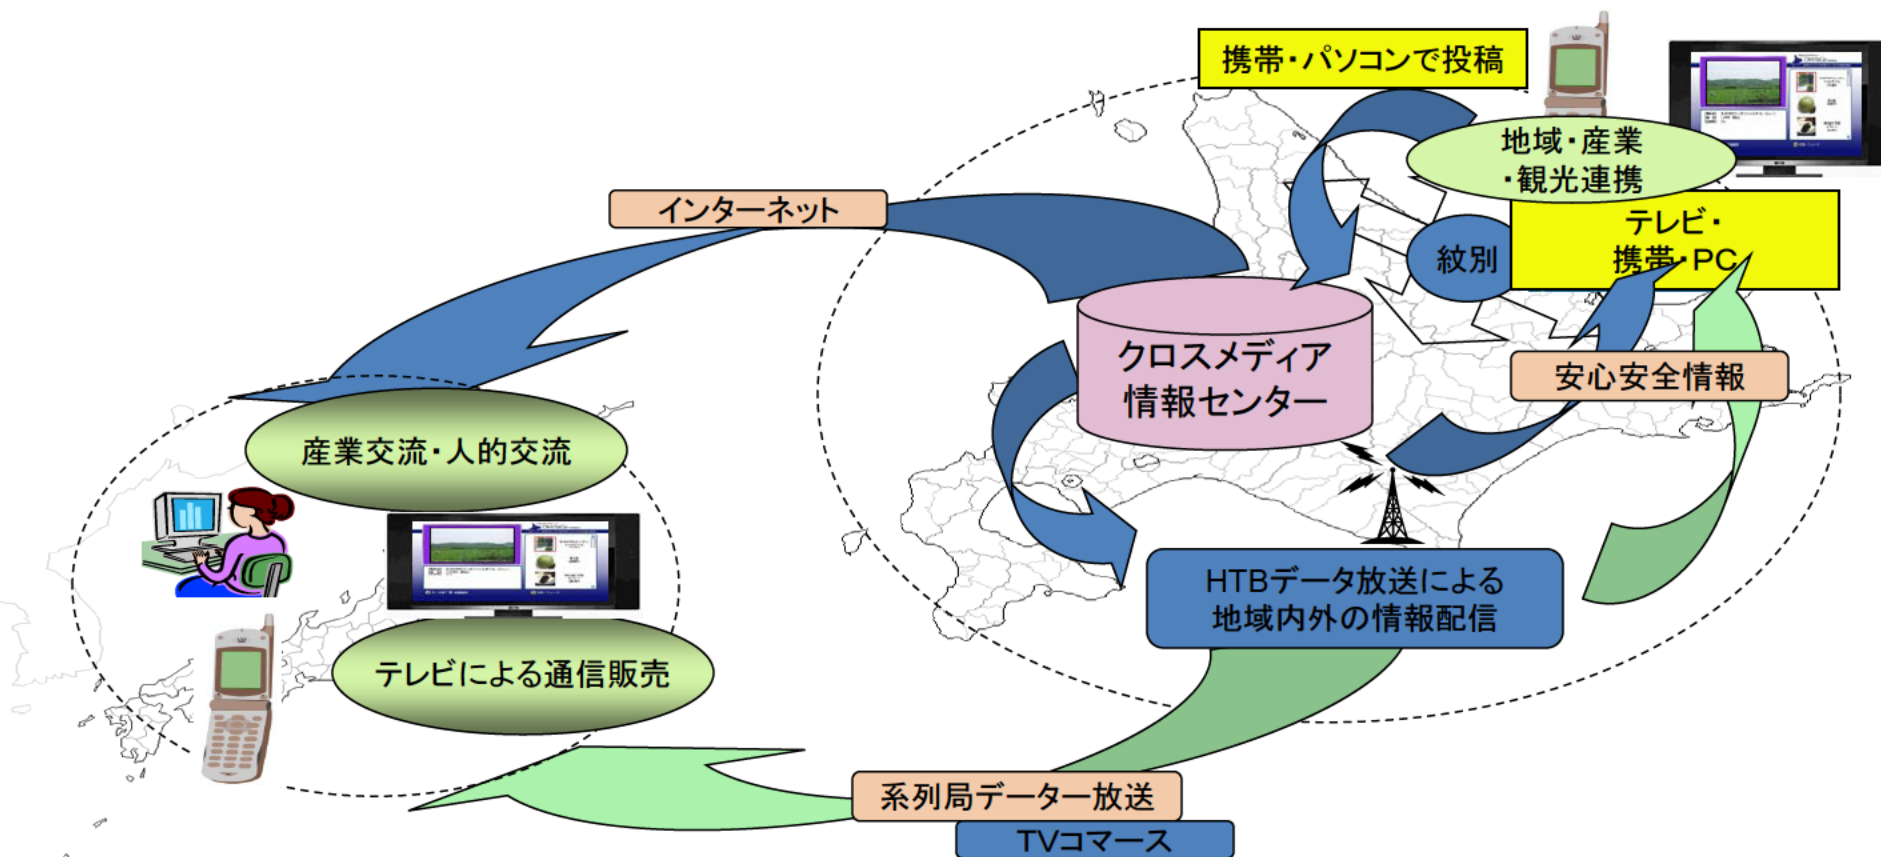 携帯・パソコンで投稿
地域・産業
・観光連携
インターネット
テレビ・
携帯・PC
紋別
クロスメディア
情報センター
安心安全情報
産業交流・人的交流
HTBデータ放送による
地域内外の情報配信
テレビによる通信販売
系列局データー放送
TVコマース